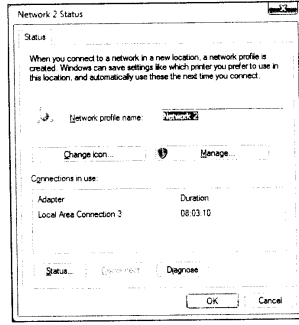 Network 2 Status
Status
When you connect to a network in a new location, a network profile is
created. Windows can save settings like which printer you prefer to use in
this location, and automatically use these the next time you connect.
Network profile name: Network 2
Change icon... Manage...
Connections in use:
Adapter Duration
Local Area Connection 3 08:03:10
Status... Disconnect Diagnose
OK Cancel